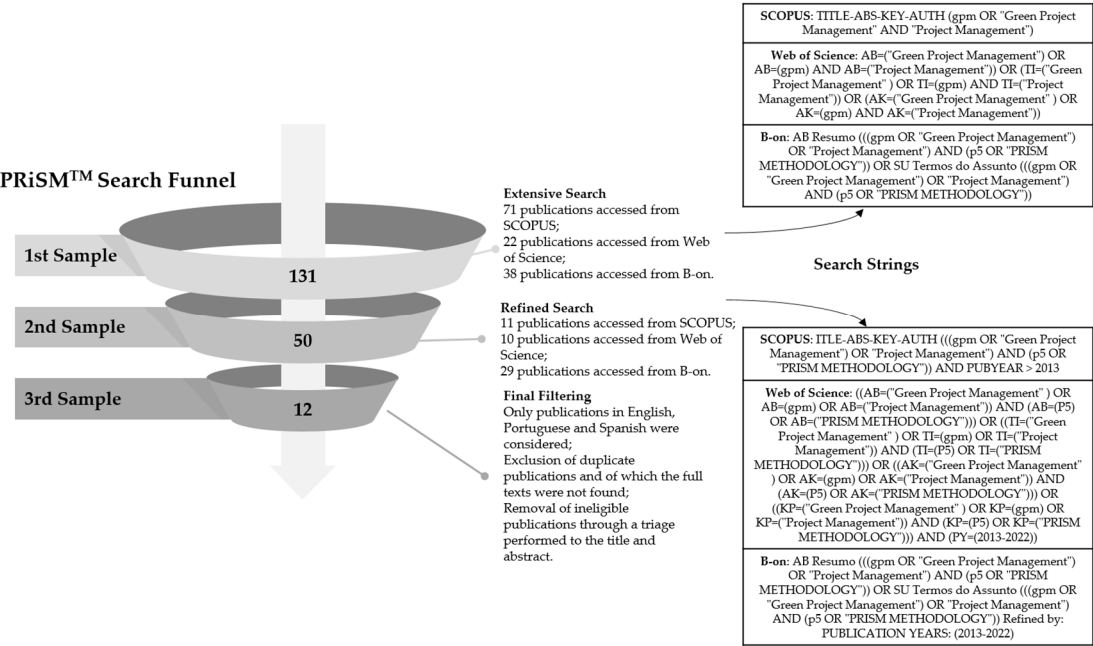 PRiSM™ Search Funnel
1st Sample
131
2nd Sample
50
3rd Sample
12
Extensive Search
71 publications accessed from
SCOPUS;
22 publications accessed from Web
of Science;
38 publications accessed from B-on.
Refined Search
11 publications accessed from SCOPUS;
10 publications accessed from Web of
Science;
29 publications accessed from B-on.
Final Filtering
Only publications in English,
Portuguese and Spanish were
considered;
Exclusion of duplicate
publications and of which the full
texts were not found;
Removal of ineligible
publications through a triage
performed to the title and
abstract.
SCOPUS: TITLE-ABS-KEY-AUTH (gpm OR "Green Project
Management" AND "Project Management")
Web of Science: AB=("Green Project Management") OR
AB=(gpm) AND AB=("Project Management")) OR (TI=("Green
Project Management" ) OR TI=(gpm) AND TI=("Project
Management")) OR (AK=("Green Project Management" ) OR
AK=(gpm) AND AK=("Project Management"))
B-on: AB Resumo (((gpm OR "Green Project Management")
OR "Project Management") AND (p5 OR "PRISM
METHODOLOGY")) OR SU Termos do Assunto (((gpm OR
"Green Project Management") OR "Project Management")
AND (p5 OR "PRISM METHODOLOGY"))
Search Strings
SCOPUS: ITLE-ABS-KEY-AUTH (((gpm OR "Green Project
Management") OR "Project Management") AND (p5 OR
"PRISM METHODOLOGY")) AND PUBYEAR > 2013
Web of Science: ((AB=("Green Project Management" ) OR
AB=(gpm) OR AB=("Project Management")) AND (AB=(P5)
OR AB=("PRISM METHODOLOGY"))) OR ((TI=("Green
Project Management" ) OR TI=(gpm) OR TI=("Project
Management")) AND (TI=(P5) OR TI=("PRISM
METHODOLOGY"))) OR ((AK=("Green Project Management"
) OR AK=(gpm) OR AK=("Project Management")) AND
(AK=(P5) OR AK=("PRISM METHODOLOGY"))) OR
((KP=("Green Project Management" ) OR KP=(gpm) OR
KP=("Project Management")) AND (KP=(P5) OR KP=("PRISM
METHODOLOGY"))) AND (PY=(2013-2022))
B-on: AB Resumo (((gpm OR "Green Project Management")
OR "Project Management") AND (p5 OR "PRISM
METHODOLOGY")) OR SU Termos do Assunto (((gpm OR
"Green Project Management") OR "Project Management")
AND (p5 OR "PRISM METHODOLOGY")) Refined by:
PUBLICATION YEARS: (2013-2022)